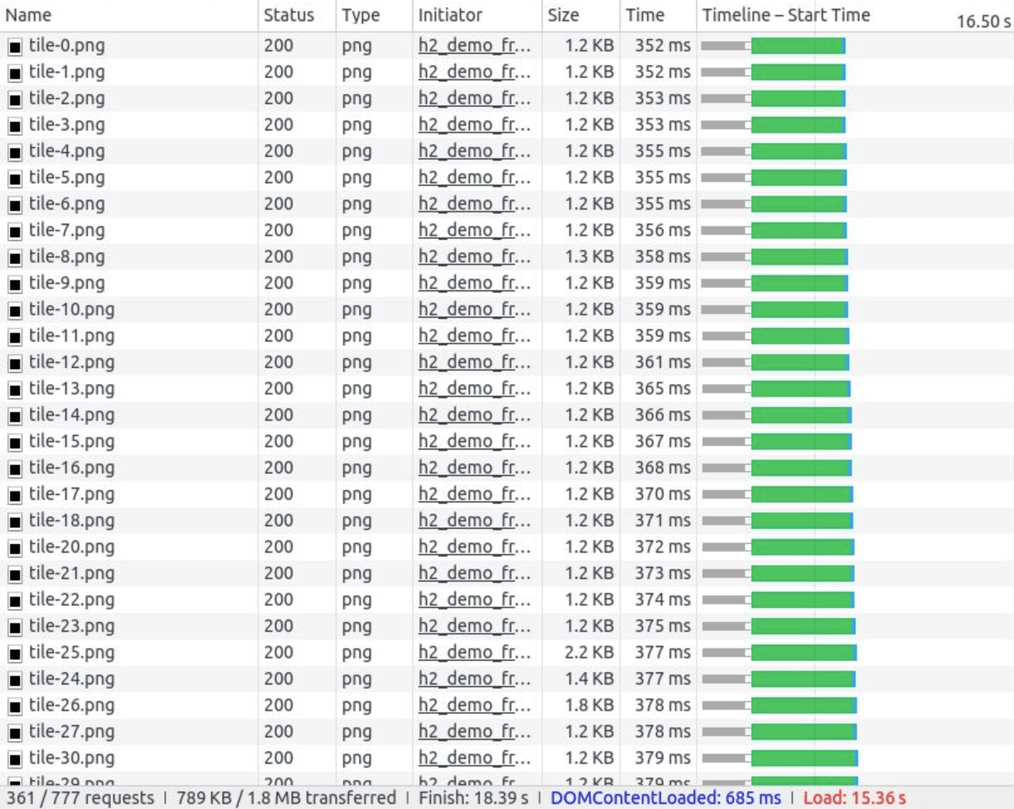 Name Status Type Initiator Size Time Timeline – Start Time 16.50 s
tile-0.png 200 png h2_demo_fr... 1.2 KB 352 ms
tile-1.png 200 png h2_demo_fr... 1.2 KB 352 ms
tile-2.png 200 png h2_demo_fr... 1.2 KB 353 ms
tile-3.png 200 png h2_demo_fr... 1.2 KB 353 ms
tile-4.png 200 png h2_demo_fr... 1.2 KB 355 ms
tile-5.png 200 png h2_demo_fr... 1.2 KB 355 ms
tile-6.png 200 png h2_demo_fr... 1.2 KB 355 ms
tile-7.png 200 png h2_demo_fr... 1.2 KB 356 ms
tile-8.png 200 png h2_demo_fr... 1.3 KB 358 ms
tile-9.png 200 png h2_demo_fr... 1.2 KB 359 ms
tile-10.png 200 png h2_demo_fr... 1.2 KB 359 ms
tile-11.png 200 png h2_demo_fr... 1.2 KB 359 ms
tile-12.png 200 png h2_demo_fr... 1.2 KB 361 ms
tile-13.png 200 png h2_demo_fr... 1.2 KB 365 ms
tile-14.png 200 png h2_demo_fr... 1.2 KB 366 ms
tile-15.png 200 png h2_demo_fr... 1.2 KB 367 ms
tile-16.png 200 png h2_demo_fr... 1.2 KB 368 ms
tile-17.png 200 png h2_demo_fr... 1.2 KB 370 ms
tile-18.png 200 png h2_demo_fr... 1.2 KB 371 ms
tile-20.png 200 png h2_demo_fr... 1.2 KB 372 ms
tile-21.png 200 png h2_demo_fr... 1.2 KB 373 ms
tile-22.png 200 png h2_demo_fr... 1.2 KB 374 ms
tile-23.png 200 png h2_demo_fr... 1.2 KB 375 ms
tile-25.png 200 png h2_demo_fr... 2.2 KB 377 ms
tile-24.png 200 png h2_demo_fr... 1.4 KB 377 ms
tile-26.png 200 png h2_demo_fr... 1.8 KB 378 ms
tile-27.png 200 png h2_demo_fr... 1.2 KB 378 ms
tile-30.png 200 png h2_demo_fr... 1.2 KB 379 ms
tile-29.png 200 png h2_demo_fr... 1.2 KB 379 ms
361 / 777 requests | 789 KB / 1.8 MB transferred | Finish: 18.39 s | DOMContentLoaded: 685 ms | Load: 15.36 s